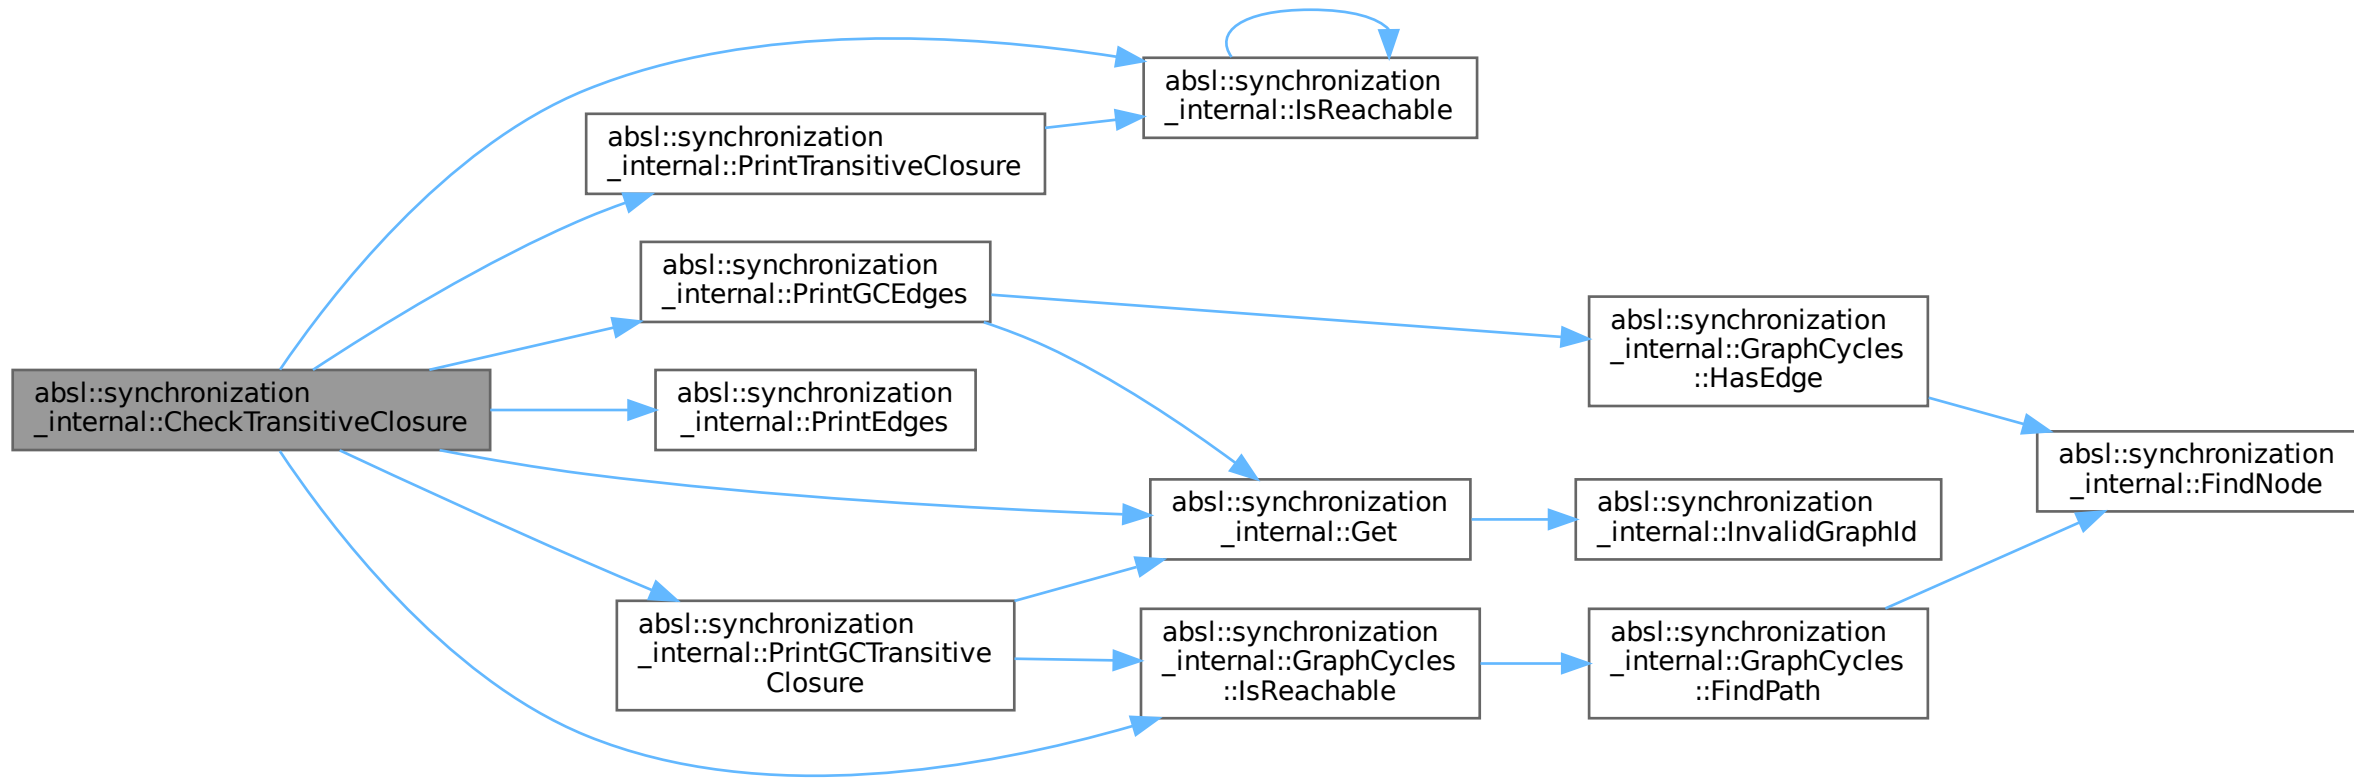 absl::synchronization
_internal::IsReachable
absl::synchronization
_internal::PrintTransitiveClosure
absl::synchronization
_internal::PrintGCEdges
absl::synchronization
_internal::GraphCycles
::HasEdge
absl::synchronization
_internal::CheckTransitiveClosure
absl::synchronization
_internal::PrintEdges
absl::synchronization
_internal::FindNode
absl::synchronization
_internal::Get
absl::synchronization
_internal::InvalidGraphId
absl::synchronization
_internal::PrintGCTransitive
Closure
absl::synchronization
_internal::GraphCycles
::IsReachable
absl::synchronization
_internal::GraphCycles
::FindPath